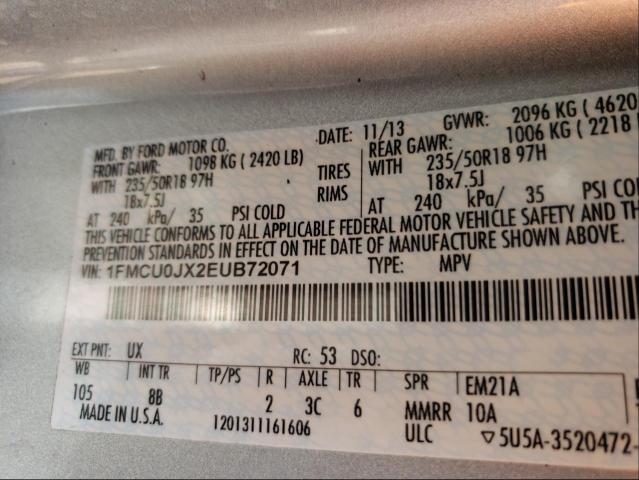 MFD. BY FORD MOTOR CO.
DATE: 11/13 GVWR: 2096 KG ( 4620
FRONT GAWR: 1098 KG ( 2420 LB) REAR GAWR: 1006 KG ( 2218
WITH 235/50R18 97H TIRES WITH 235/50R18 97H
18x7.5J RIMS 18x7.5J
AT 240 kPa/ 35 PSI COLD AT 240 kPa/ 35 PSI CO
THIS VEHICLE CONFORMS TO ALL APPLICABLE FEDERAL MOTOR VEHICLE SAFETY AND TH
PREVENTION STANDARDS IN EFFECT ON THE DATE OF MANUFACTURE SHOWN ABOVE.
VIN: 1FMCU0JX2EUB72071 TYPE: MPV
EXT PNT: UX RC: 53 DSO:
WB INT TR TP/PS R AXLE TR SPR EM21A
105 8B 2 3C 6 MMRR 10A
MADE IN U.S.A. 1201311161606 ULC ▽5U5A-3520472-